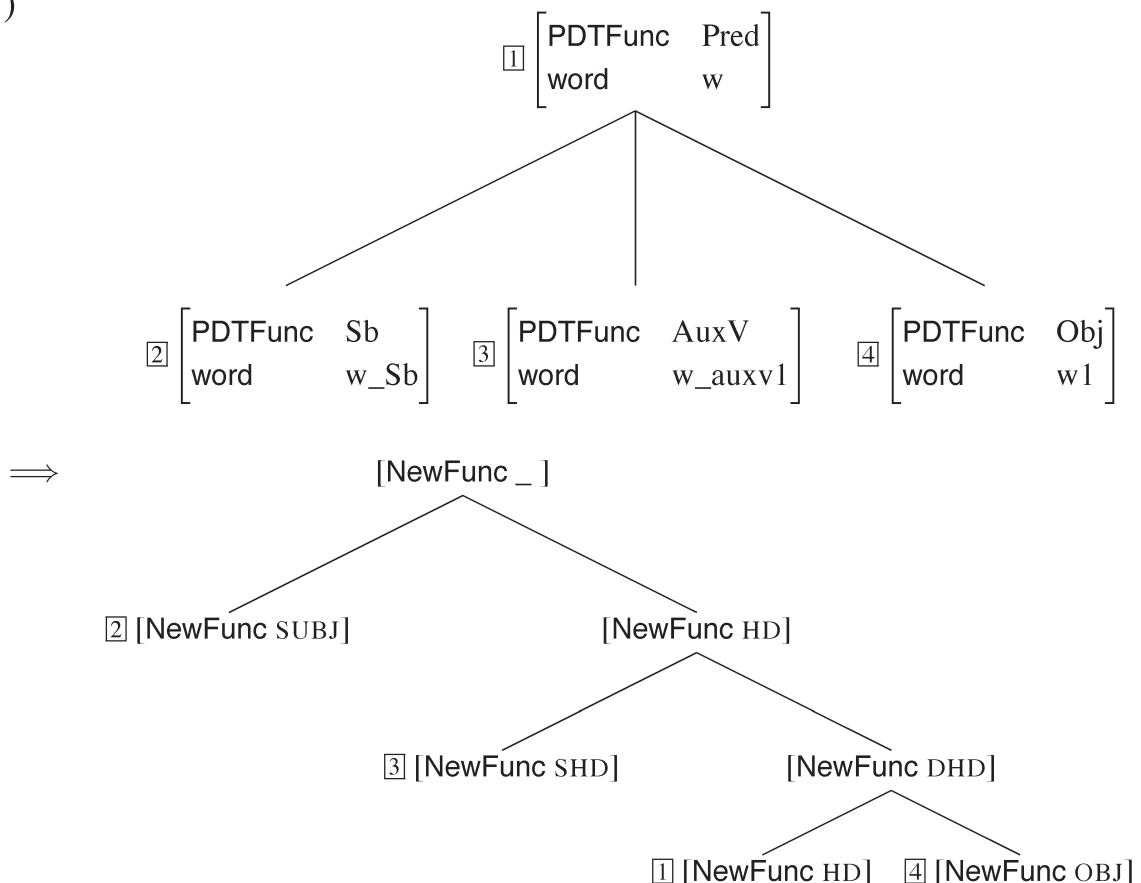 )
1 [PDTFunc Pred
word w]
2 [PDTFunc Sb
word w_Sb]
3 [PDTFunc AuxV
word w_auxv1]
4 [PDTFunc Obj
word w1]
⟹ [NewFunc _ ]
2 [NewFunc SUBJ] [NewFunc HD]
3 [NewFunc SHD] [NewFunc DHD]
1 [NewFunc HD] 4 [NewFunc OBJ]